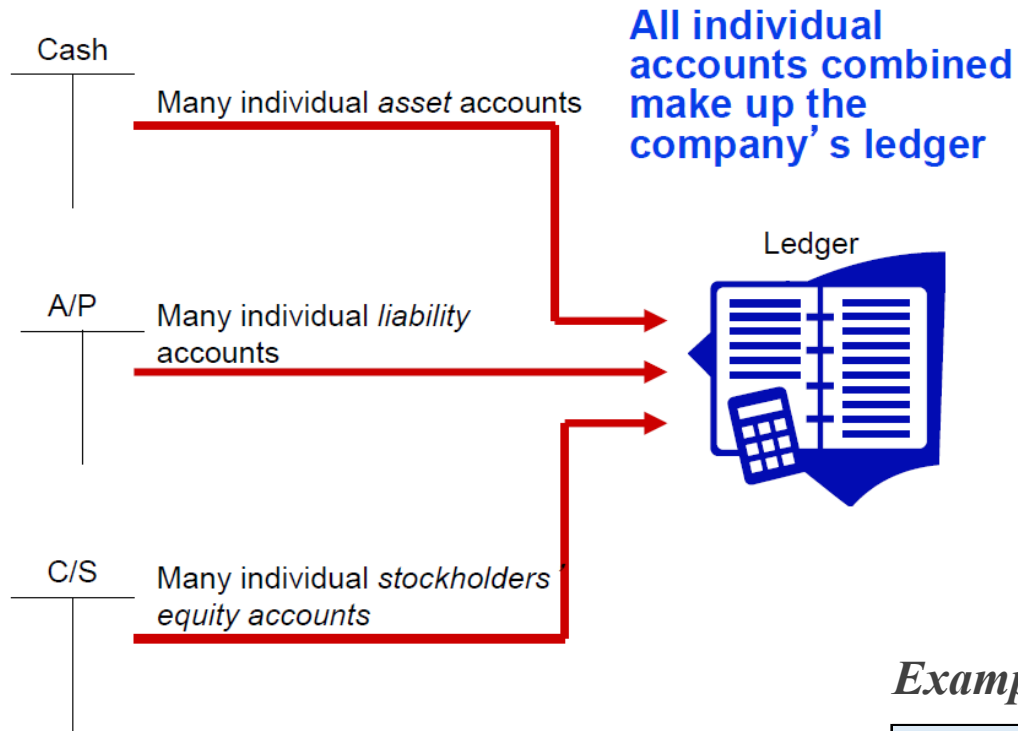 Cash
All individual
accounts combined
make up the
company's ledger
Many individual asset accounts
Ledger
A/P
Many individual liability
accounts
C/S
Many individual stockholders'
equity accounts